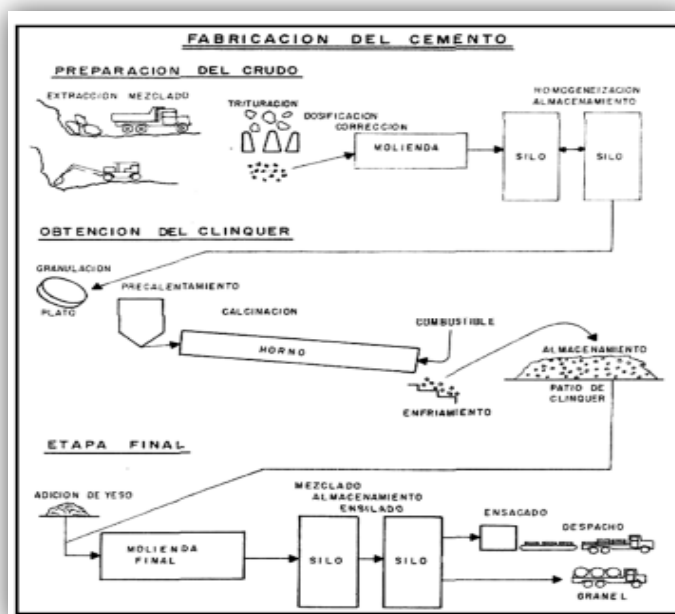 FABRICACION DEL CEMENTO
PREPARACION DEL CRUDO
EXTRACCIÓN MEZCLADO
TRITURACION
DOSIFICACION
CORRECCION
MOLIENDA
HOMOGENEIZACIÓN
ALMACENAMIENTO
SILO
SILO
OBTENCION DEL CLINQUER
GRANULACION
PLATO
PRECALENTAMIENTO
CALCINACION
HORNO
COMBUSTIBLE
ENFRIAMIENTO
ALMACENAMIENTO
PATIO DE
CLINQUER
ETAPA FINAL
ADICION DE YESO
MOLIENDA
FINAL
MEZCLADO
ALMACENAMIENTO
ENSILADO
SILO
SILO
ENSACADO
DESPACHO
GRANEL